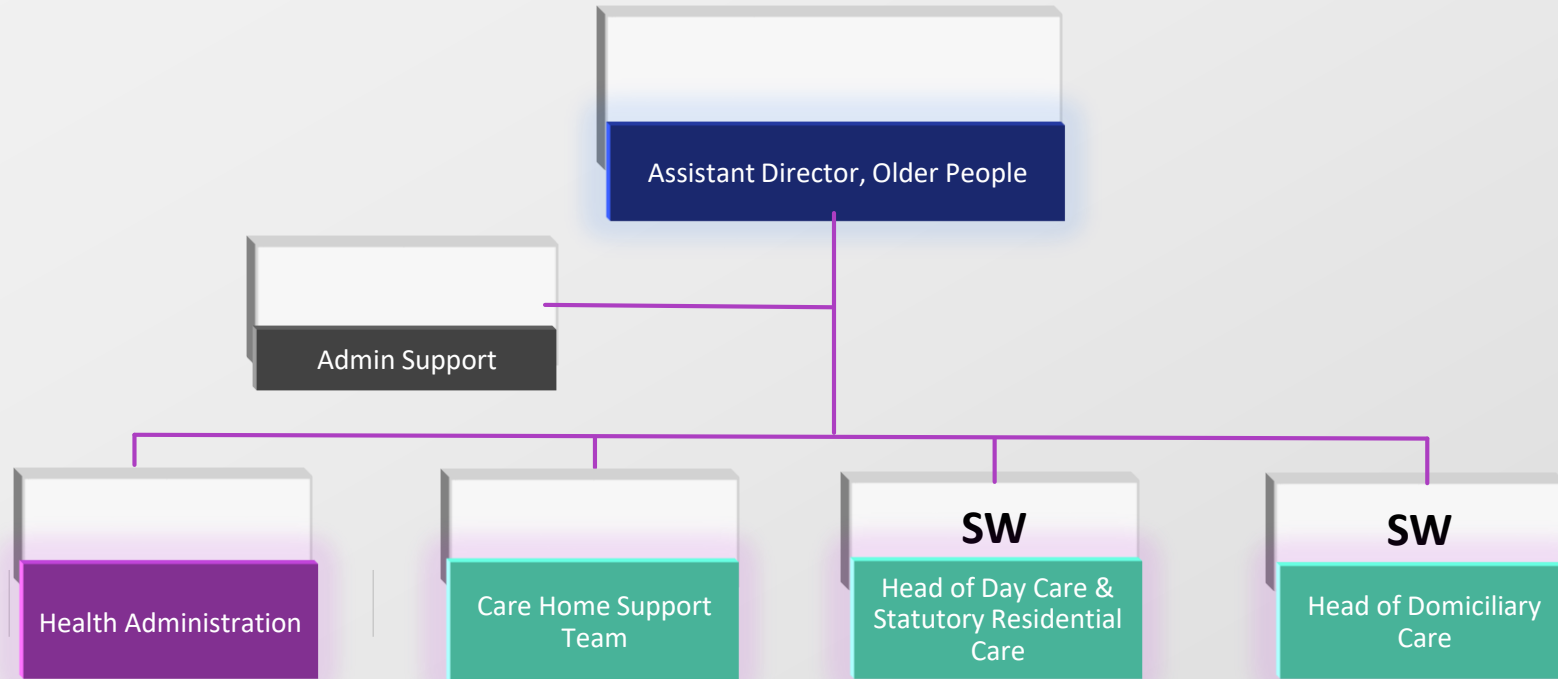 Assistant Director, Older People
Admin Support
Health Administration
Care Home Support
Team
SW
Head of Day Care &
Statutory Residential
Care
SW
Head of Domiciliary
Care